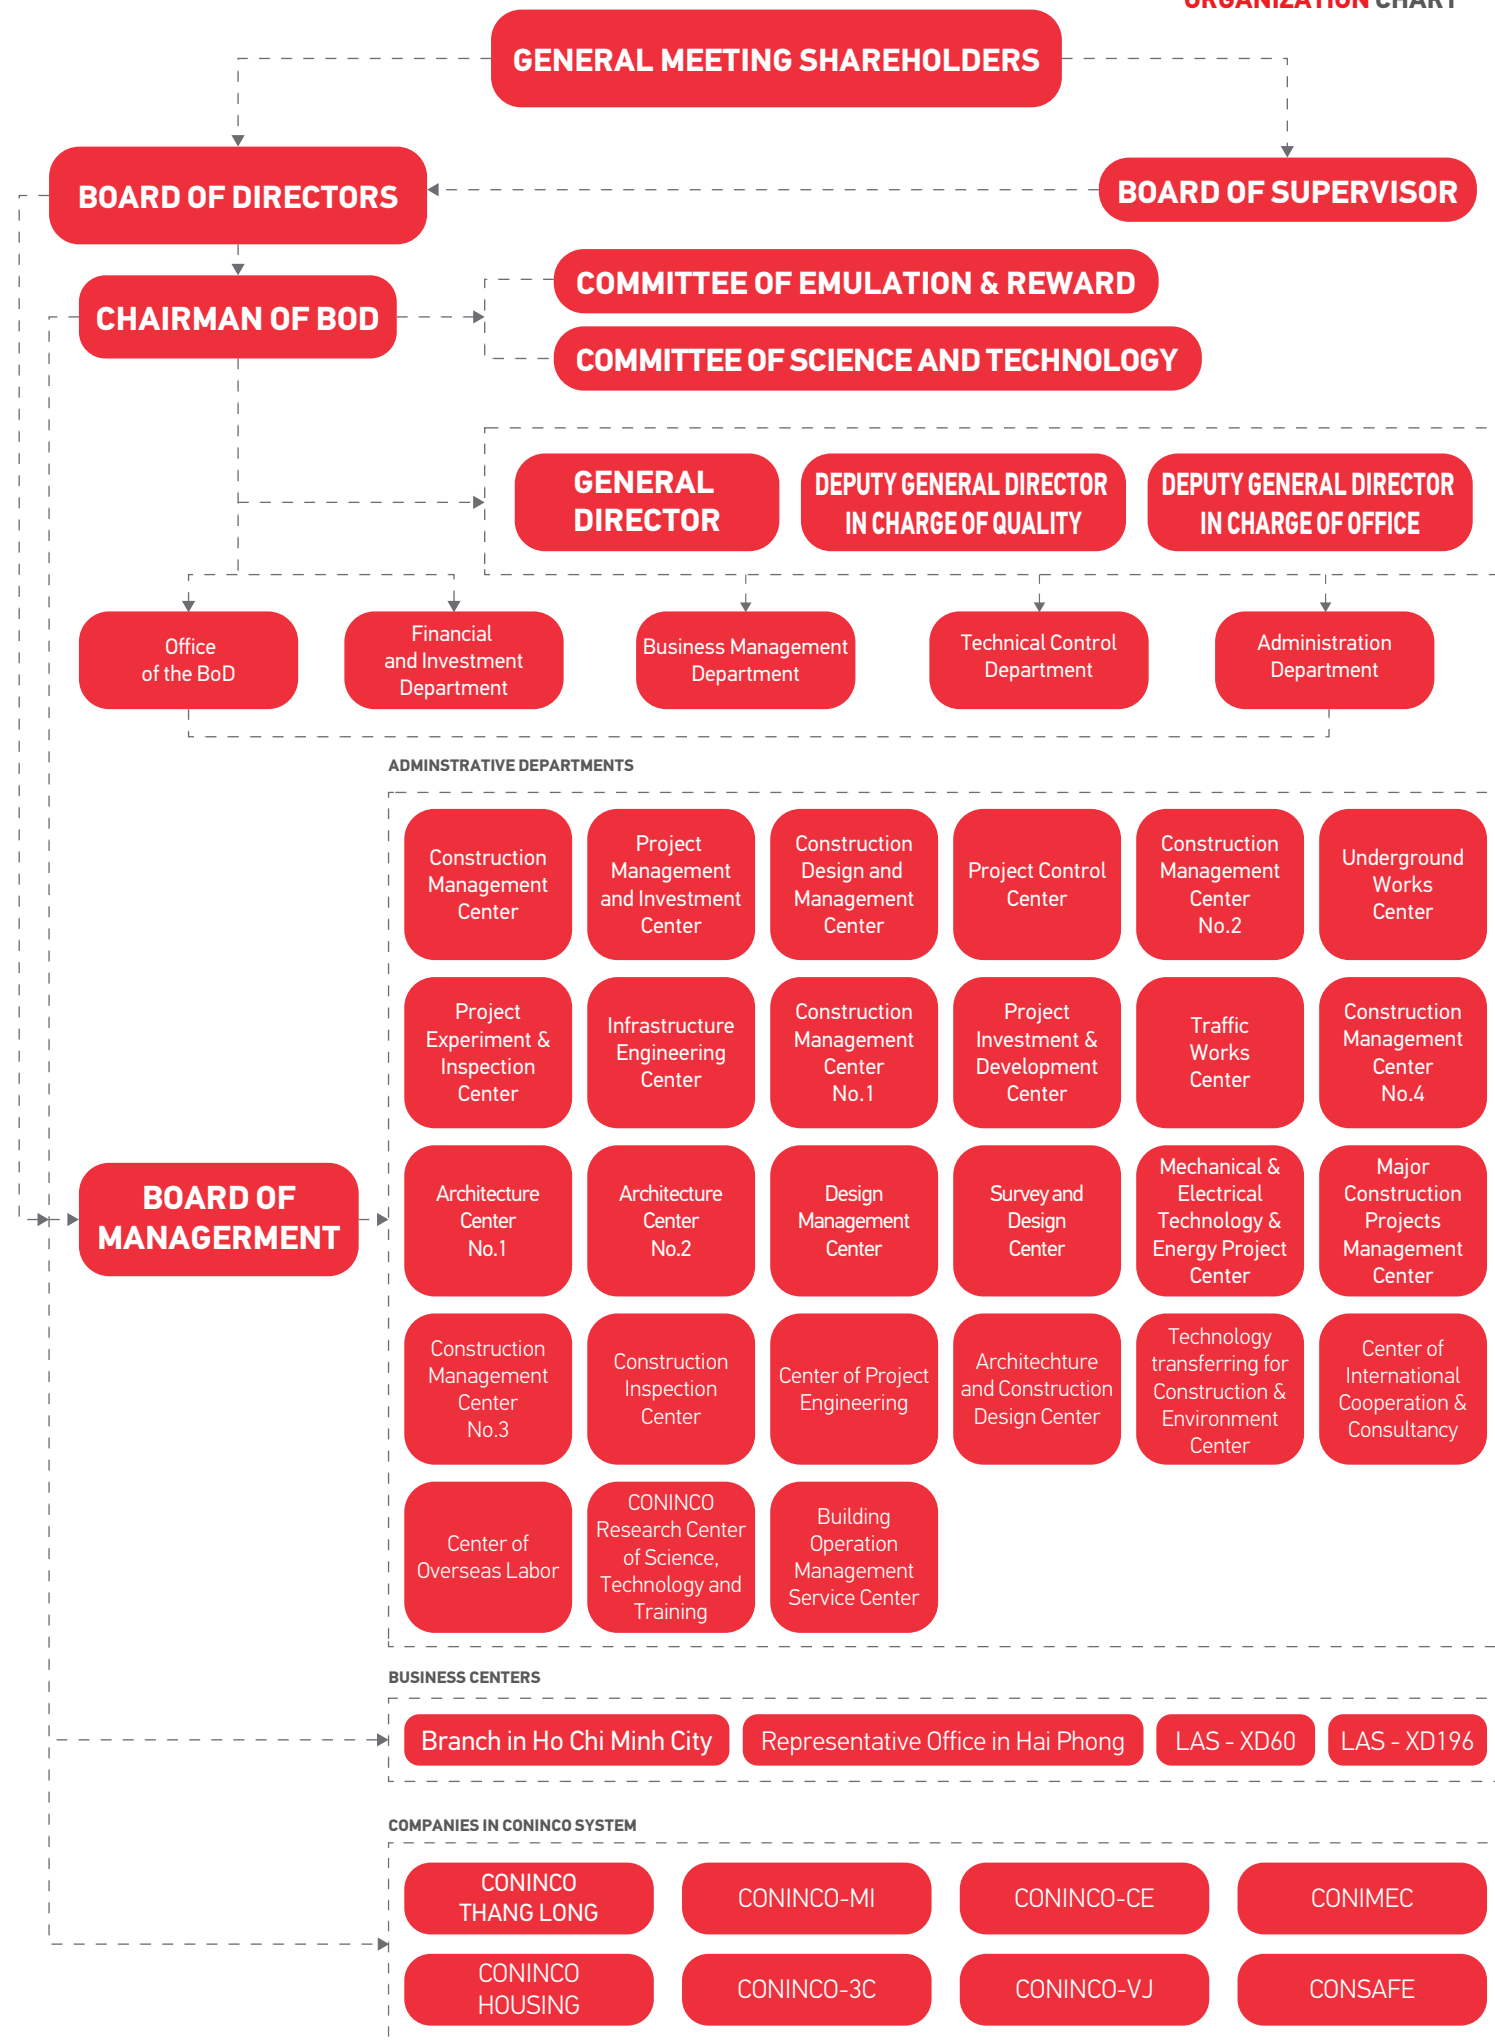 ORGANIZATION CHART
GENERAL MEETING SHAREHOLDERS
BOARD OF DIRECTORS
BOARD OF SUPERVISOR
CHAIRMAN OF BOD
COMMITTEE OF EMULATION & REWARD
COMMITTEE OF SCIENCE AND TECHNOLOGY
GENERAL
DIRECTOR
DEPUTY GENERAL DIRECTOR
IN CHARGE OF QUALITY
DEPUTY GENERAL DIRECTOR
IN CHARGE OF OFFICE
Office
of the BoD
Financial
and Investment
Department
Business Management
Department
Technical Control
Department
Administration
Department
ADMINSTRATIVE DEPARTMENTS
Construction
Management
Center
Project
Management
and Investment
Center
Construction
Design and
Management
Center
Project Control
Center
Construction
Management
Center
No.2
Underground
Works
Center
Project
Experiment &
Inspection
Center
Infrastructure
Engineering
Center
Construction
Management
Center
No.1
Project
Investment &
Development
Center
Traffic
Works
Center
Construction
Management
Center
No.4
BOARD OF
MANAGERMENT
Architecture
Center
No.1
Architecture
Center
No.2
Design
Management
Center
Survey and
Design
Center
Mechanical &
Electrical
Technology &
Energy Project
Center
Major
Construction
Projects
Management
Center
Construction
Management
Center
No.3
Construction
Inspection
Center
Center of Project
Engineering
Architechture
and Construction
Design Center
Technology
transferring for
Construction &
Environment
Center
Center of
International
Cooperation &
Consultancy
Center of
Overseas Labor
CONINCO
Research Center
of Science,
Technology and
Training
Building
Operation
Management
Service Center
BUSINESS CENTERS
Branch in Ho Chi Minh City
Representative Office in Hai Phong
LAS - XD60
LAS - XD196
COMPANIES IN CONINCO SYSTEM
CONINCO
THANG LONG
CONINCO-MI
CONINCO-CE
CONIMEC
CONINCO
HOUSING
CONINCO-3C
CONINCO-VJ
CONSAFE